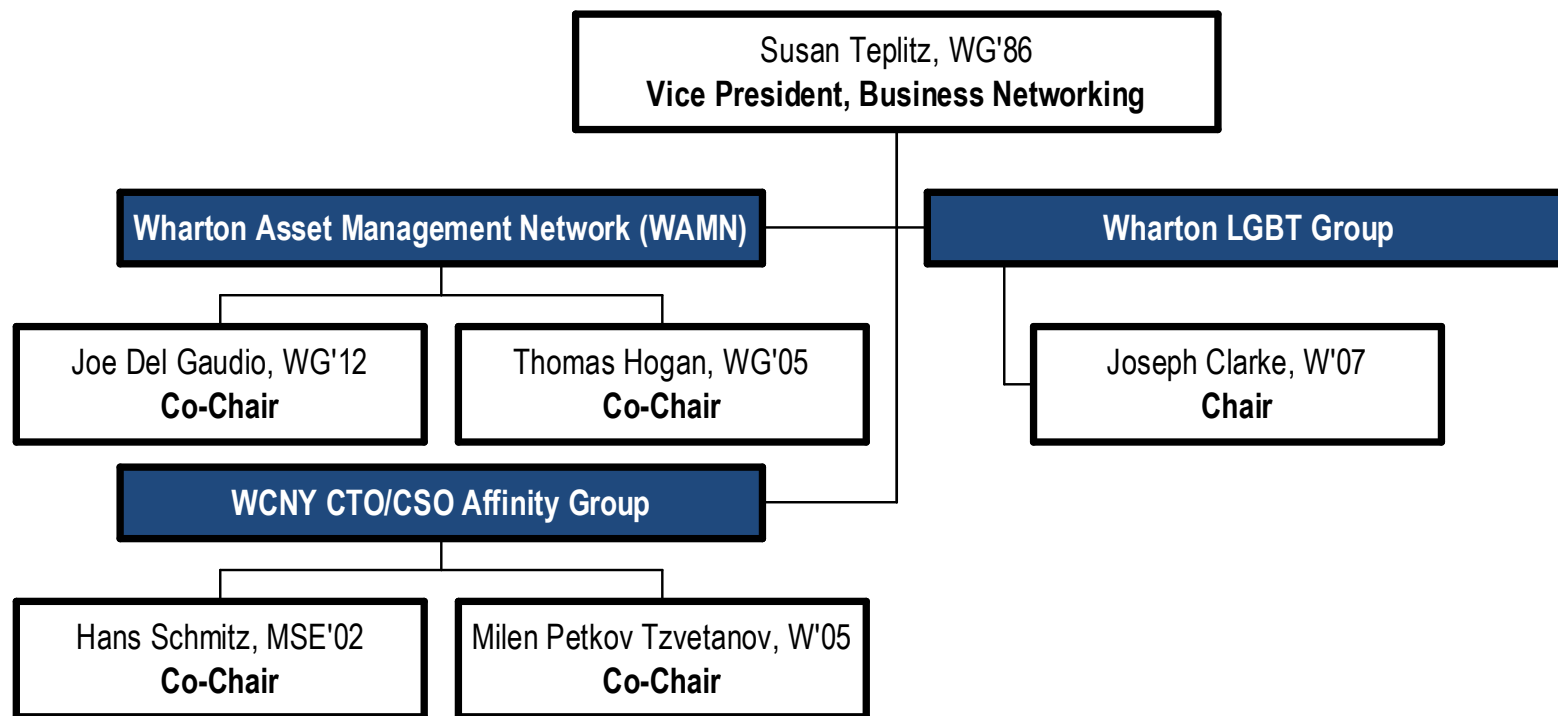 Susan Teplitz, WG'86
Vice President, Business Networking
Wharton Asset Management Network (WAMN)
Wharton LGBT Group
Joe Del Gaudio, WG'12
Co-Chair
Thomas Hogan, WG'05
Co-Chair
Joseph Clarke, W'07
Chair
WCNY CTO/CSO Affinity Group
Hans Schmitz, MSE'02
Co-Chair
Milen Petkov Tzvetanov, W'05
Co-Chair